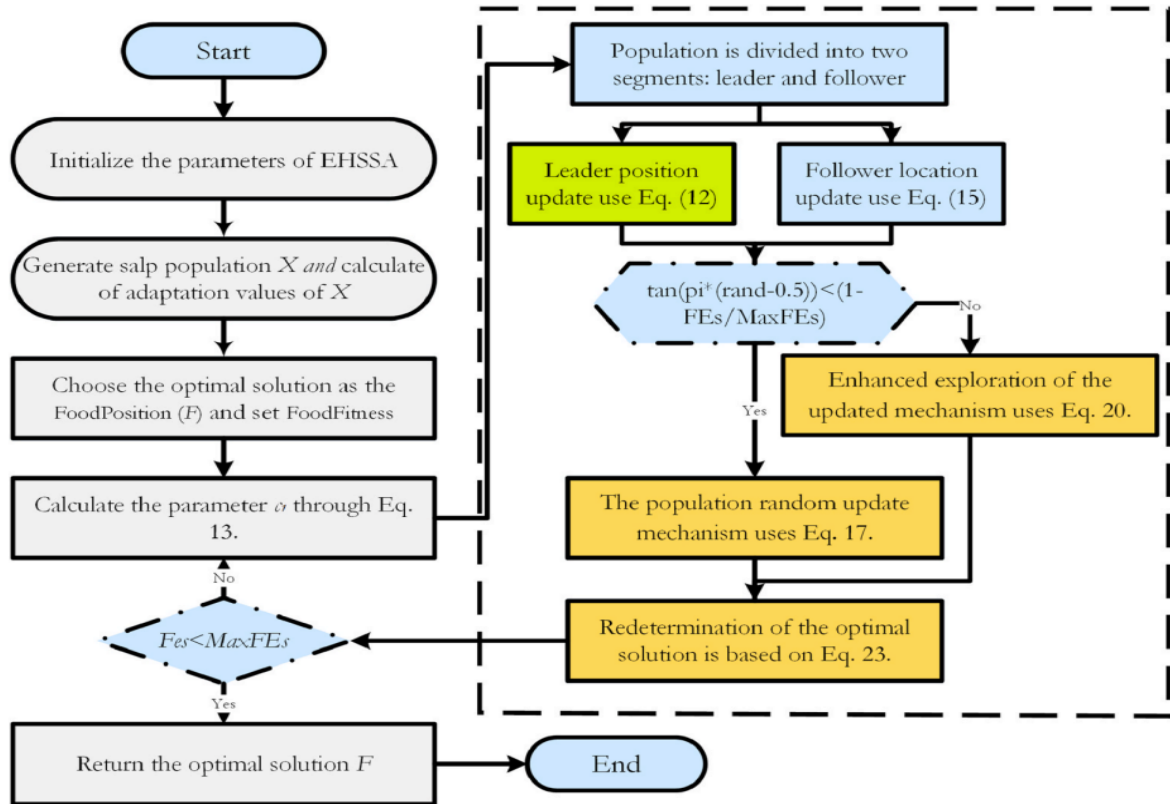 Start
Initialize the parameters of EHSSA
Generate salp population X and calculate
of adaptation values of X
Choose the optimal solution as the
FoodPosition (F) and set FoodFitness
Calculate the parameter c₁ through Eq.
13.
No
Fes<MaxFEs
Yes
Return the optimal solution F
End
Population is divided into two
segments: leader and follower
Leader position
update use Eq. (12)
Follower location
update use Eq. (15)
tan(pi*(rand-0.5))<(1-
FEs/MaxFEs)
No
Yes
Enhanced exploration of the
updated mechanism uses Eq. 20.
The population random update
mechanism uses Eq. 17.
Redetermination of the optimal
solution is based on Eq. 23.